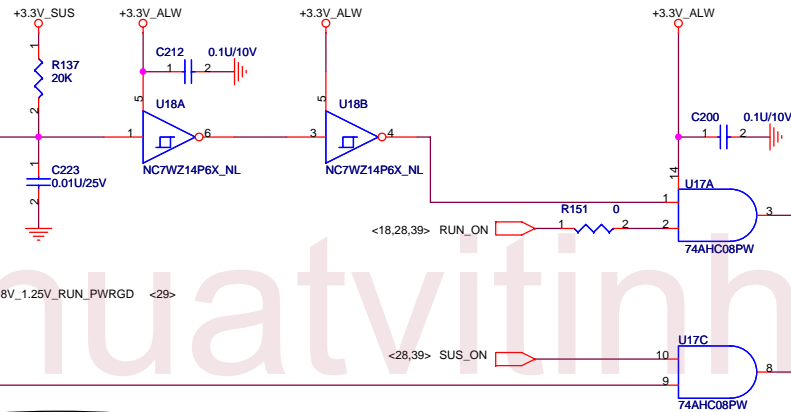 +3.3V_SUS
+3.3V_ALW
+3.3V_ALW
+3.3V_ALW
1
R137
20K
2
C212
0.1U/10V
1
2
5
U18A
1
6
NC7WZ14P6X_NL
5
U18B
3
4
NC7WZ14P6X_NL
C200
0.1U/10V
1
2
1
C223
0.01U/25V
2
14
U17A
1
2
3
74AHC08PW
R151
0
1
2
<18,28,39> RUN_ON
8V_1.25V_RUN_PWRGD <29>
huatvitinh
<28,39> SUS_ON
U17C
10
9
8
74AHC08PW